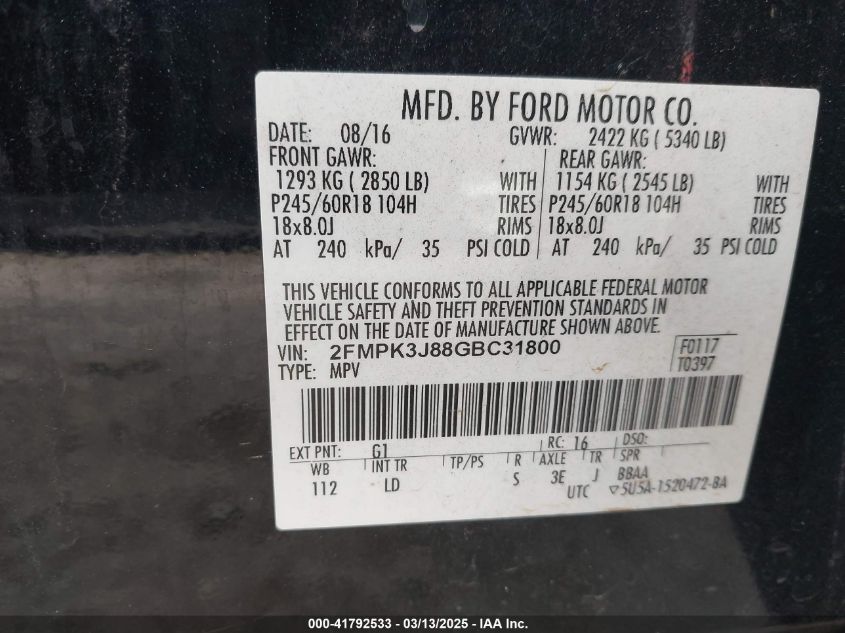 MFD. BY FORD MOTOR CO.
DATE: 08/16 GVWR: 2422 KG ( 5340 LB)
FRONT GAWR: REAR GAWR:
1293 KG ( 2850 LB) WITH 1154 KG ( 2545 LB) WITH
P245/60R18 104H TIRES P245/60R18 104H TIRES
18x8.0J RIMS 18x8.0J RIMS
AT 240 kPa/ 35 PSI COLD AT 240 kPa/ 35 PSI COLD
THIS VEHICLE CONFORMS TO ALL APPLICABLE FEDERAL MOTOR
VEHICLE SAFETY AND THEFT PREVENTION STANDARDS IN
EFFECT ON THE DATE OF MANUFACTURE SHOWN ABOVE.
VIN: 2FMPK3J88GBC31800 F0117
TYPE: MPV T0397
EXT PNT: G1 RC: 16 DSO:
WB INT TR TP/PS R AXLE TR SPR
112 LD S 3E J BBAA
UTC ▽5U5A-1520472-BA
000-41792533 - 03/13/2025 - IAA Inc.